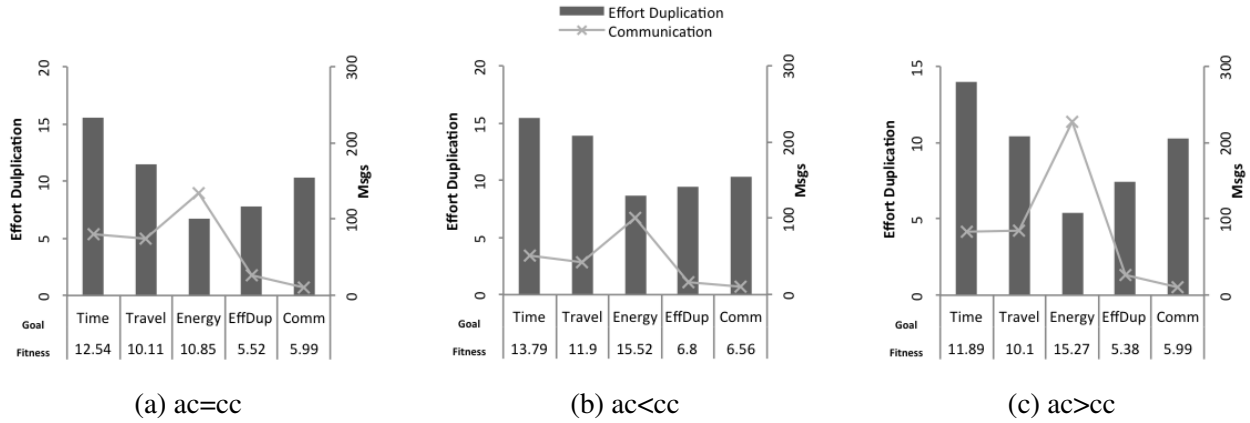 Effort Duplication
Communication
20
15
10
5
0
Effort Dulplication
300
200
100
0
Msgs
Goal Time Travel Energy EffDup Comm
Fitness 12.54 10.11 10.85 5.52 5.99
(a) ac=cc
20
15
10
5
0
Effort Duplication
300
200
100
0
Msgs
Goal Time Travel Energy EffDup Comm
Fitness 13.79 11.9 15.52 6.8 6.56
(b) ac<cc
15
10
5
0
Effort Duplication
300
200
100
0
Msgs
Goal Time Travel Energy EffDup Comm
Fitness 11.89 10.1 15.27 5.38 5.99
(c) ac>cc